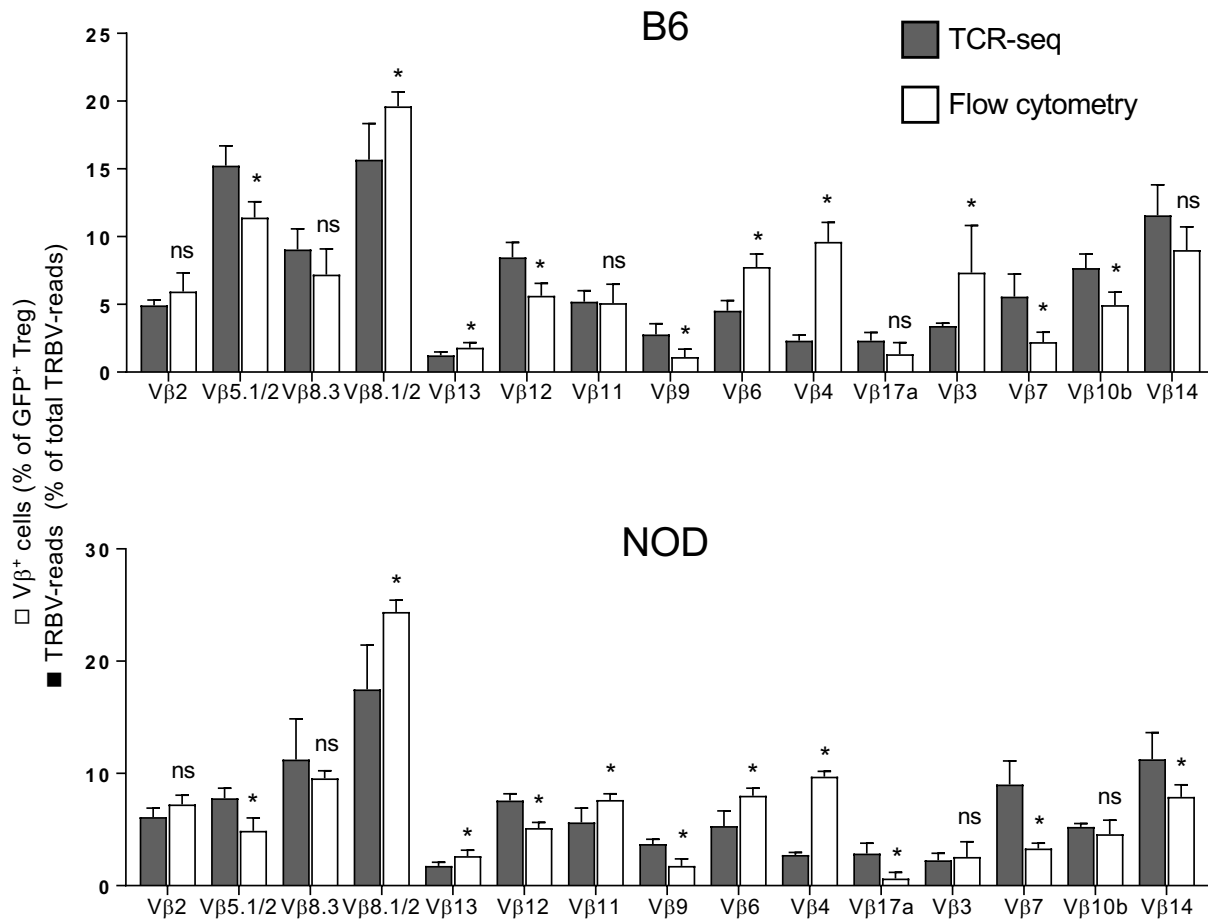 B6
TCR-seq
Flow cytometry
25
20
15
10
5
0
ns * ns * * * ns * * * ns * * * ns
Vβ2 Vβ5.1/2 Vβ8.3 Vβ8.1/2 Vβ13 Vβ12 Vβ11 Vβ9 Vβ6 Vβ4 Vβ17a Vβ3 Vβ7 Vβ10b Vβ14
□ Vβ+ cells (% of GFP+ Treg)
■ TRBV-reads (% of total TRBV-reads)
NOD
30
20
10
0
ns * ns * * * * * * * * ns * ns *
Vβ2 Vβ5.1/2 Vβ8.3 Vβ8.1/2 Vβ13 Vβ12 Vβ11 Vβ9 Vβ6 Vβ4 Vβ17a Vβ3 Vβ7 Vβ10b Vβ14